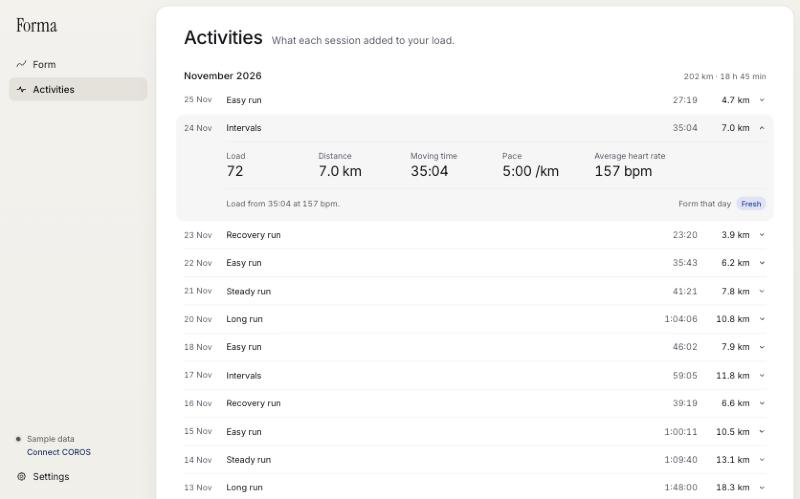 Forma
Form
Activities
Sample data
Connect COROS
Settings
Activities What each session added to your load.
November 2026 202 km · 18 h 45 min
25 Nov Easy run 27:19 4.7 km
24 Nov Intervals 35:04 7.0 km
Load Distance Moving time Pace Average heart rate
72 7.0 km 35:04 5:00 /km 157 bpm
Load from 35:04 at 157 bpm. Form that day Fresh
23 Nov Recovery run 23:20 3.9 km
22 Nov Easy run 35:43 6.2 km
21 Nov Steady run 41:21 7.8 km
20 Nov Long run 1:04:06 10.8 km
18 Nov Easy run 46:02 7.9 km
17 Nov Intervals 59:05 11.8 km
16 Nov Recovery run 39:19 6.6 km
15 Nov Easy run 1:00:11 10.5 km
14 Nov Steady run 1:09:40 13.1 km
13 Nov Long run 1:48:00 18.3 km